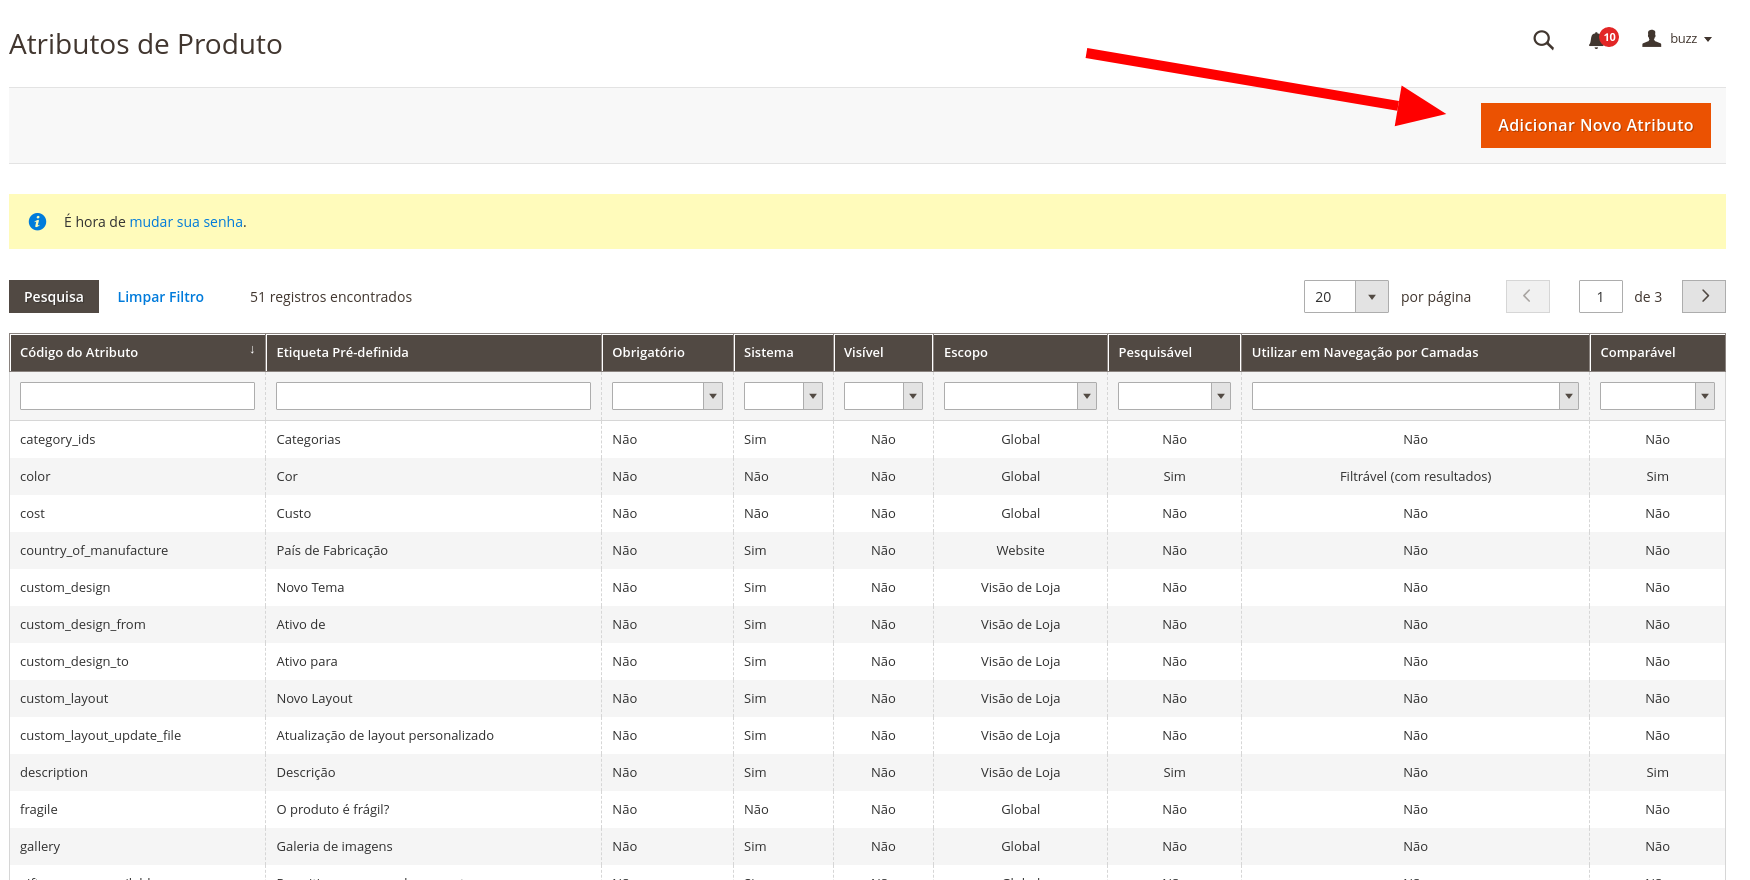 Atributos de Produto
10
buzz
Adicionar Novo Atributo
É hora de mudar sua senha.
Pesquisa Limpar Filtro 51 registros encontrados 20 por página 1 de 3
Código do Atributo ↓ Etiqueta Pré-definida Obrigatório Sistema Visível Escopo Pesquisável Utilizar em Navegação por Camadas Comparável
category_ids Categorias Não Sim Não Global Não Não Não
color Cor Não Não Não Global Sim Filtrável (com resultados) Sim
cost Custo Não Não Não Global Não Não Não
country_of_manufacture País de Fabricação Não Sim Não Website Não Não Não
custom_design Novo Tema Não Sim Não Visão de Loja Não Não Não
custom_design_from Ativo de Não Sim Não Visão de Loja Não Não Não
custom_design_to Ativo para Não Sim Não Visão de Loja Não Não Não
custom_layout Novo Layout Não Sim Não Visão de Loja Não Não Não
custom_layout_update_file Atualização de layout personalizado Não Sim Não Visão de Loja Não Não Não
description Descrição Não Sim Não Visão de Loja Sim Não Sim
fragile O produto é frágil? Não Não Não Global Não Não Não
gallery Galeria de imagens Não Sim Não Global Não Não Não